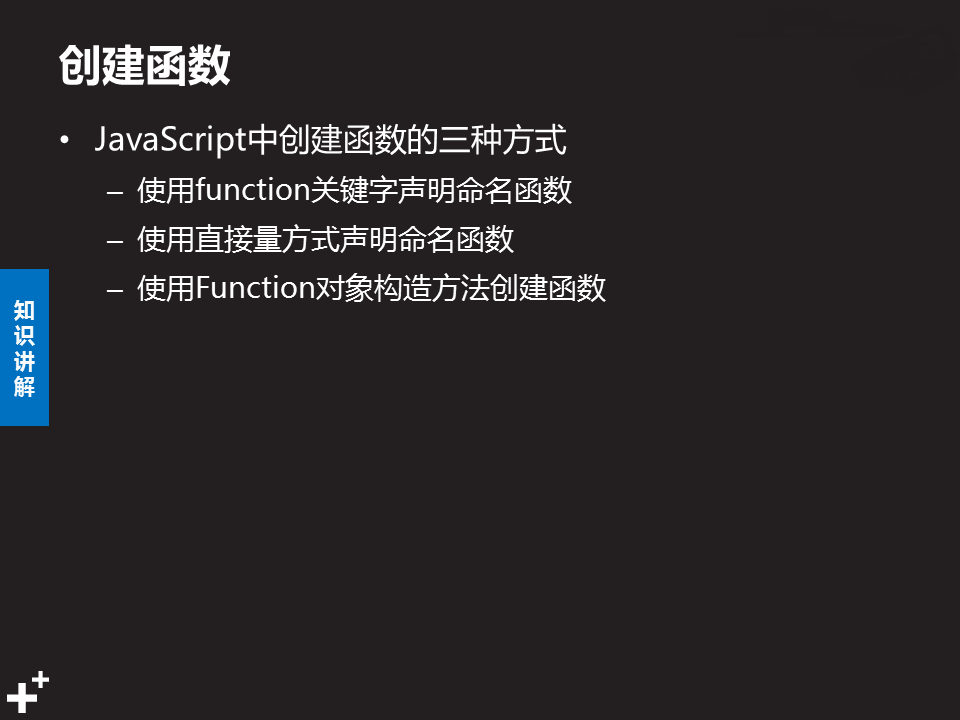 创建函数
• JavaScript中创建函数的三种方式
– 使用function关键字声明命名函数
– 使用直接量方式声明命名函数
– 使用Function对象构造方法创建函数
知识讲解